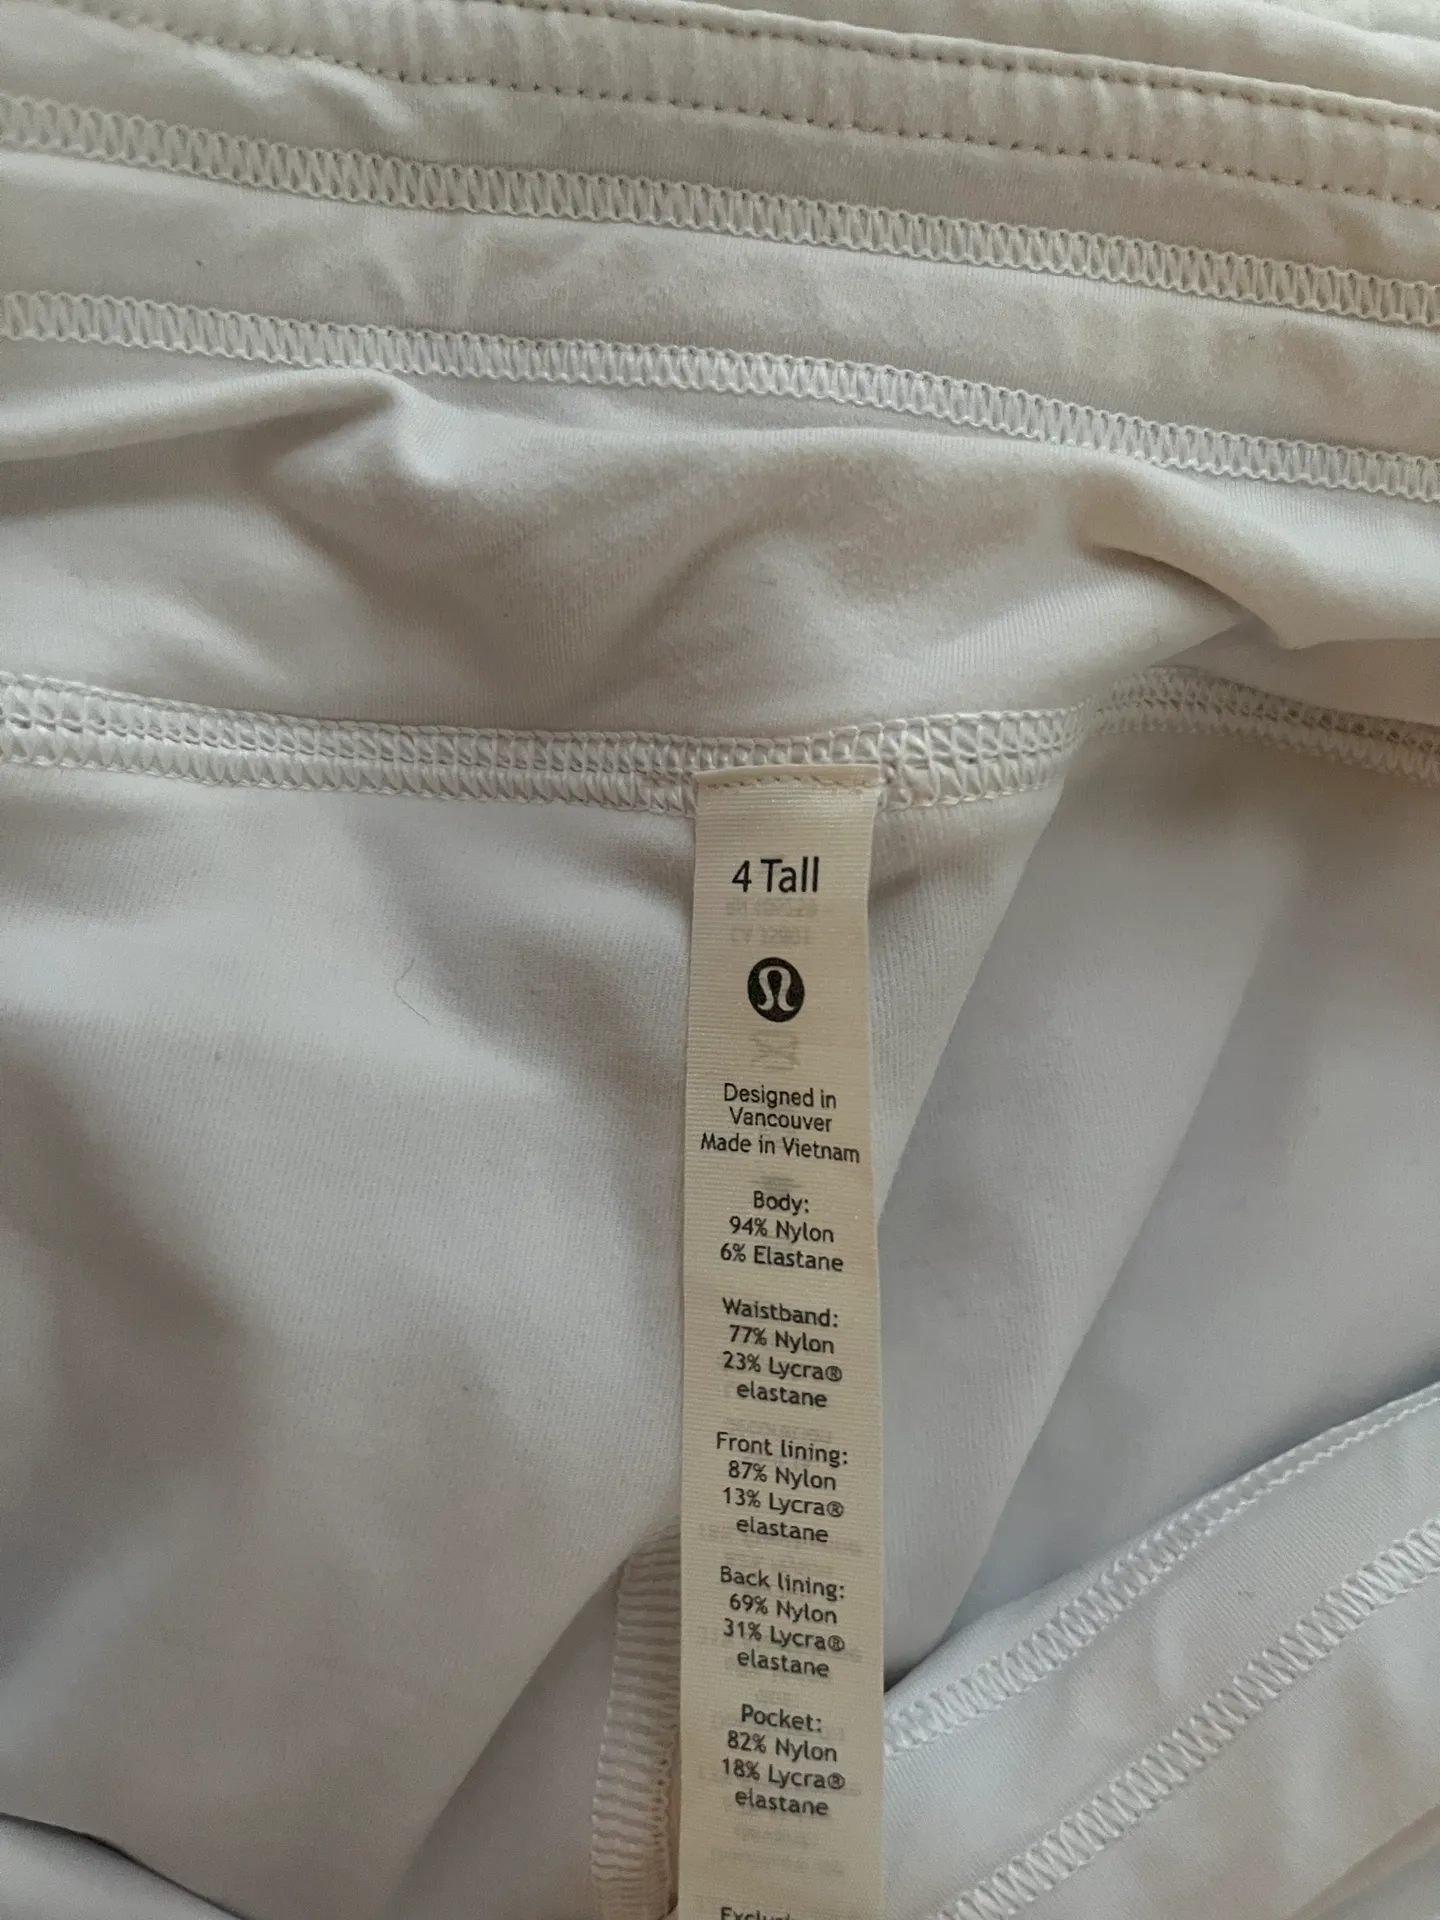 4 Tall
Designed in
Vancouver
Made in Vietnam
Body:
94% Nylon
6% Elastane
Waistband:
77% Nylon
23% Lycra®
elastane
Front lining:
87% Nylon
13% Lycra®
elastane
Back lining:
69% Nylon
31% Lycra®
elastane
Pocket:
82% Nylon
18% Lycra®
elastane